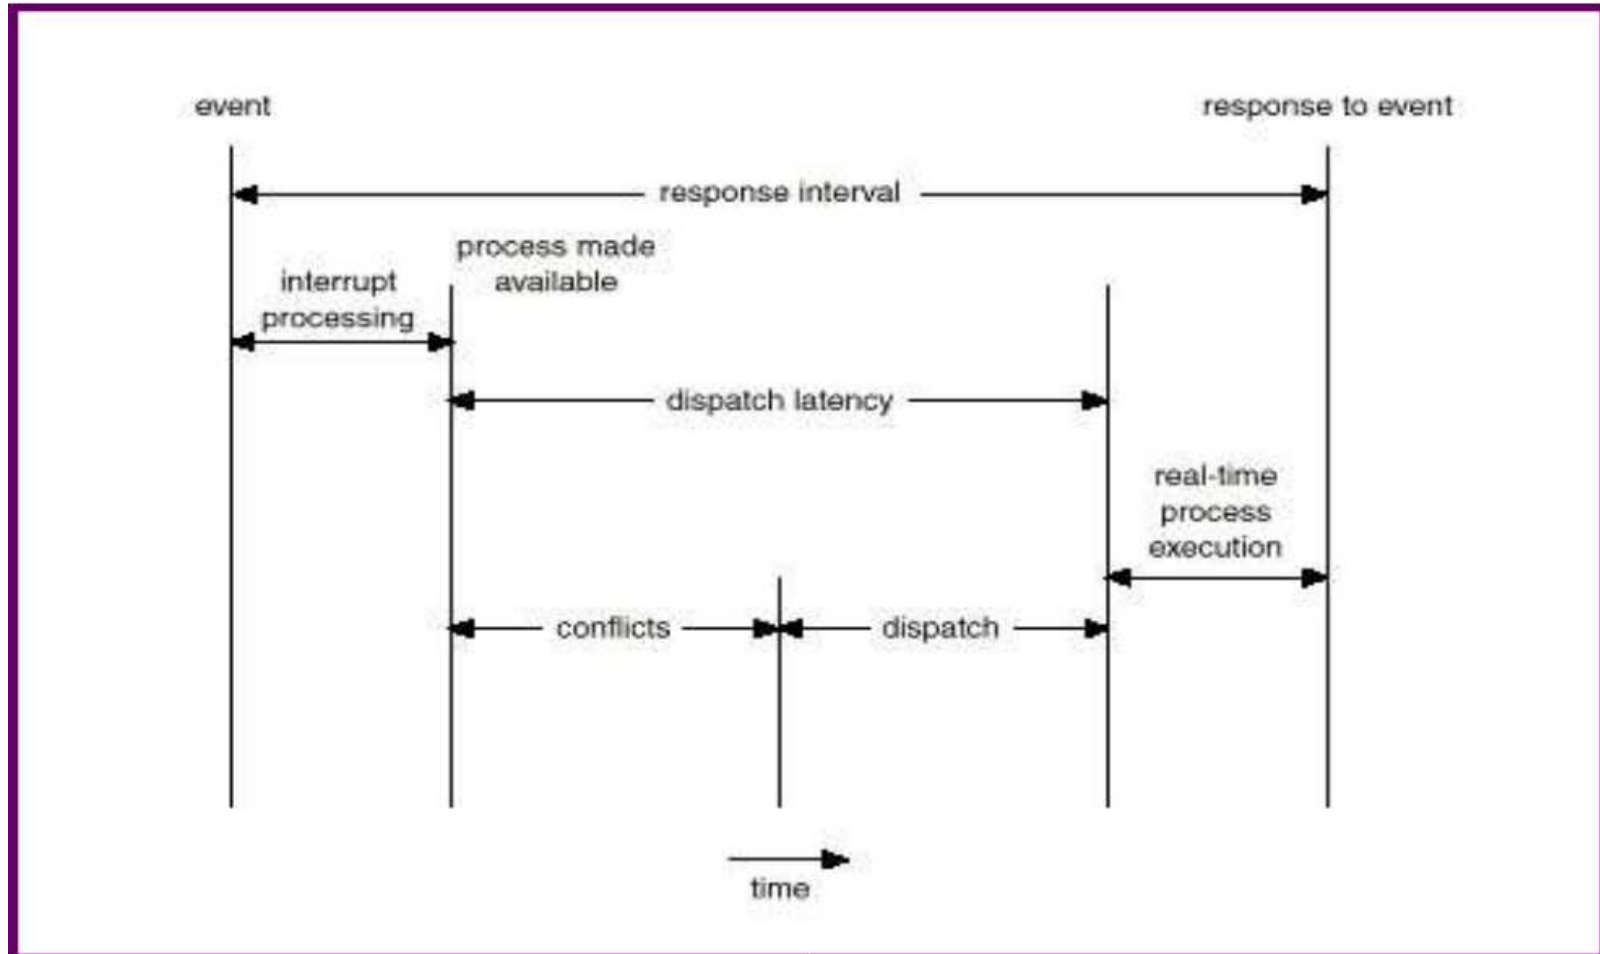 event
response to event
response interval
process made
available
interrupt
processing
dispatch latency
real-time
process
execution
conflicts
dispatch
time